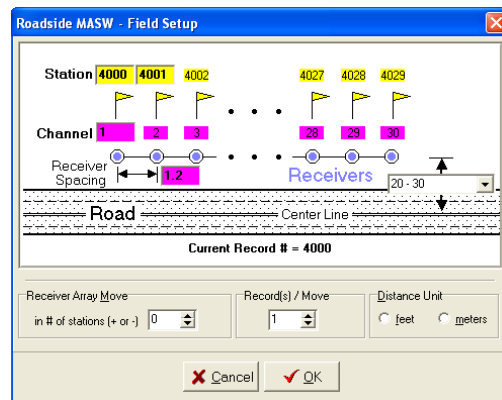 Roadside MASW - Field Setup
Station 4000 4001 4002 4027 4028 4029
Channel 1 2 3 28 29 30
Receiver Spacing
1.2
Receivers
20 - 30
Road
Center Line
Current Record # = 4000
Receiver Array Move
in # of stations (+ or -) 0
Record(s) / Move
1
Distance Unit
feet meters
Cancel OK